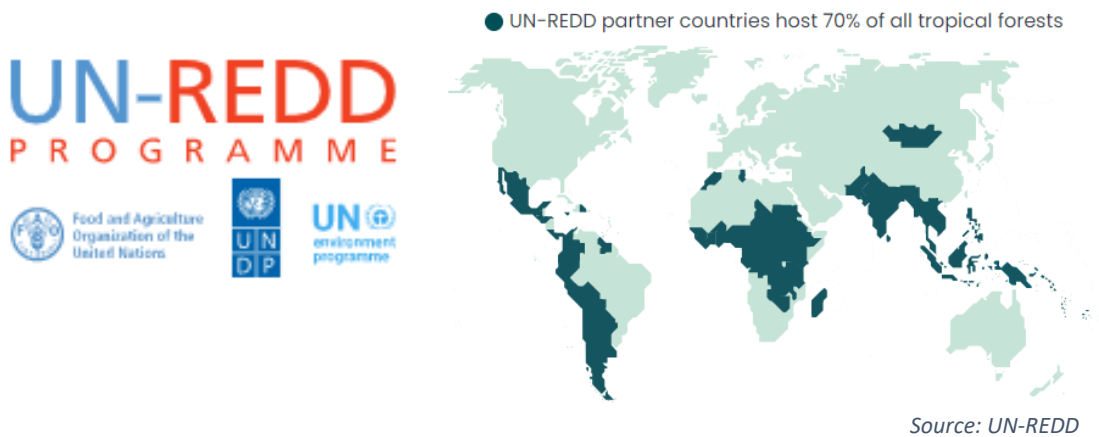 UN-REDD partner countries host 70% of all tropical forests
UN-REDD
PROGRAMME
FAO
Food and Agriculture
Organization of the
United Nations
UN
DP
UN
environment
programme
Source: UN-REDD